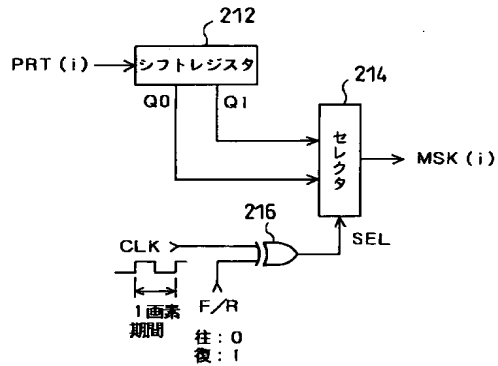 212
PRT(i)
シフトレジスタ
Q0 Q1
214
セレクタ
MSK(i)
216
CLK
SEL
F/R
1画素
期間
往:0
復:1